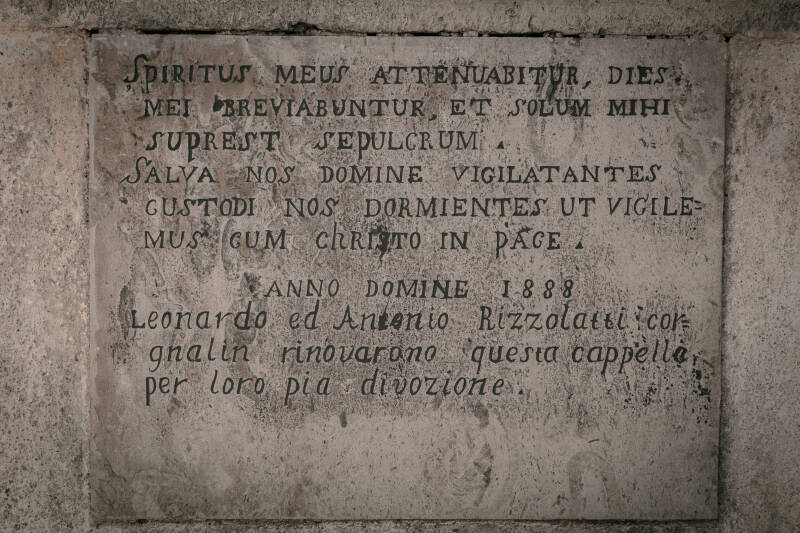 SPIRITUS MEUS ATTENUABITUR, DIES
MEI BREVIABUNTUR, ET SOLUM MIHI
SUPREST SEPULCRUM.
SALVA NOS DOMINE VIGILATANTES
CUSTODI NOS DORMIENTES UT VIGILE=
MUS CUM ChRISTO IN PACE.
ANNO DOMINE 1888
Leonardo ed Antonio Rizzolatti cor=
gnalin rinovarono questa cappella
per loro pia divozione.